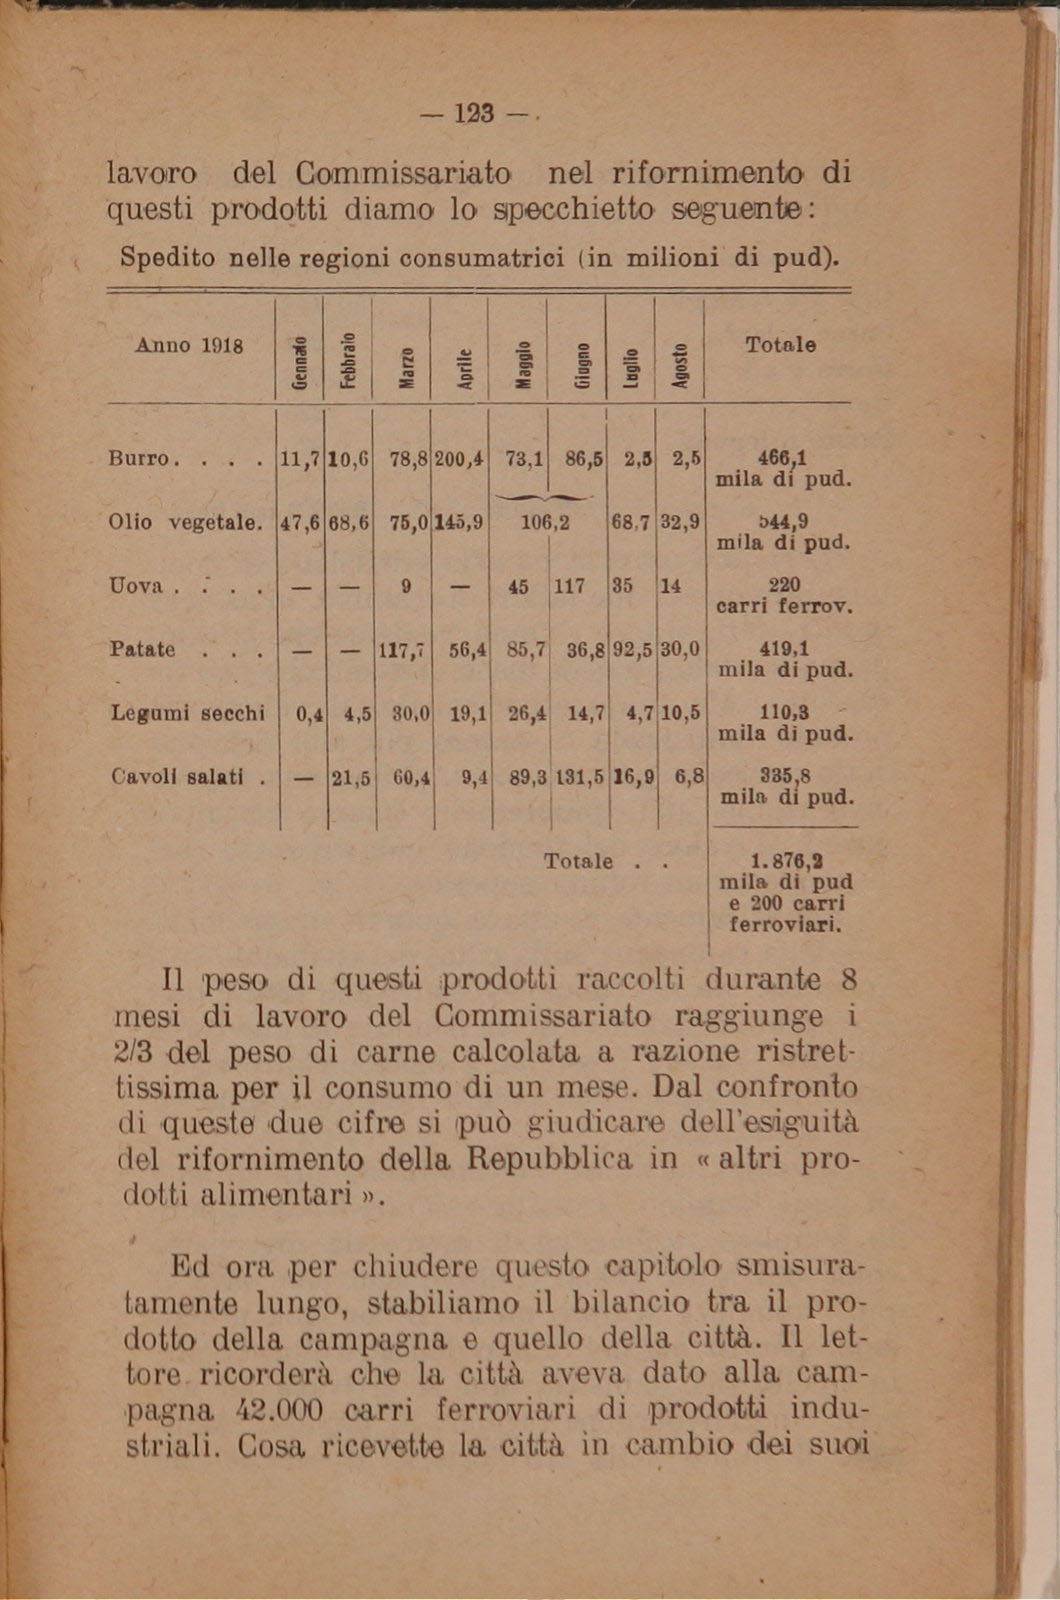 — 123 —
lavoro del Commissariato nel rifornimento di
questi prodotti diamo lo specchietto seguente:
Spedito nelle regioni consumatrici (in milioni di pud).
Anno 1918 Gennaio Febbraio Marzo Aprile Maggio Giugno Luglio Agosto Totale
Burro. . . . 11,7 10,6 78,8 200,4 73,1 86,5 2,5 2,5 466,1
mila di pud.
Olio vegetale. 47,6 68,6 75,0 145,9 106,2 68,7 32,9 544,9
mila di pud.
Uova . . . . — — 9 — 45 117 35 14 220
carri ferrov.
Patate . . . — — 117,7 56,4 85,7 36,8 92,5 30,0 419,1
mila di pud.
Legumi secchi 0,4 4,5 30,0 19,1 26,4 14,7 4,7 10,5 110,3
mila di pud.
Cavoli salati . — 21,5 60,4 9,4 89,3 131,5 16,9 6,8 335,8
mila di pud.
Totale . . 1.876,2
mila di pud
e 200 carri
ferroviari.
Il peso di questi prodotti raccolti durante 8
mesi di lavoro del Commissariato raggiunge i
2/3 del peso di carne calcolata a razione ristret-
tissima per il consumo di un mese. Dal confronto
di queste due cifre si può giudicare dell'esiguità
del rifornimento della Repubblica in « altri pro-
dotti alimentari ».
Ed ora per chiudere questo capitolo smisura-
tamente lungo, stabiliamo il bilancio tra il pro-
dotto della campagna e quello della città. Il let-
tore ricorderà che la città aveva dato alla cam-
pagna 42.000 carri ferroviari di prodotti indu-
striali. Cosa ricevette la città in cambio dei suoi